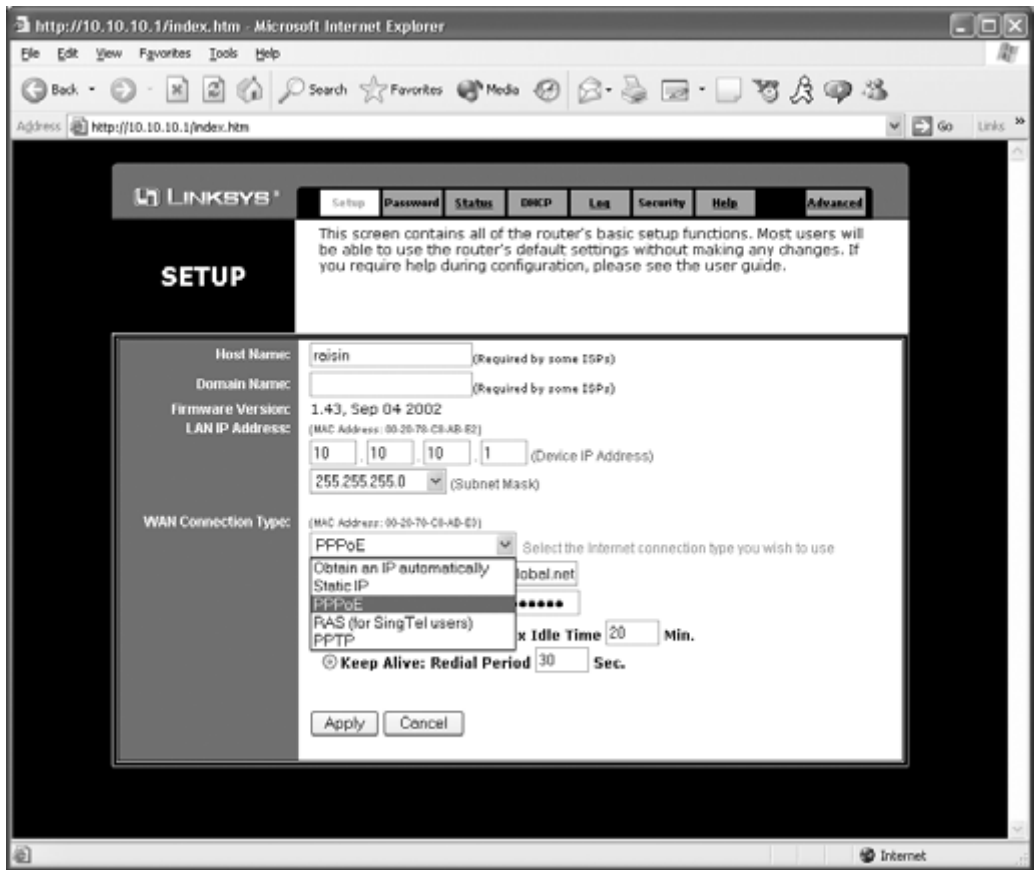 http://10.10.10.1/index.htm - Microsoft Internet Explorer
File Edit View Favorites Tools Help
Back Search Favorites Media
Address http://10.10.10.1/index.htm Go Links »
LINKSYS®
Setup Password Status DHCP Log Security Help Advanced
SETUP
This screen contains all of the router's basic setup functions. Most users will
be able to use the router's default settings without making any changes. If
you require help during configuration, please see the user guide.
Host Name: raisin (Required by some ISPs)
Domain Name: (Required by some ISPs)
Firmware Version: 1.43, Sep 04 2002
LAN IP Address: (MAC Address: 00-20-78-C8-AB-E2)
10 . 10 . 10 . 1 (Device IP Address)
255.255.255.0 (Subnet Mask)
WAN Connection Type: (MAC Address: 00-20-78-C8-AB-E3)
PPPoE Select the Internet connection type you wish to use
Obtain an IP automatically
Static IP lobal.net
PPPoE
RAS (for SingTel users)
PPTP x Idle Time 20 Min.
Keep Alive: Redial Period 30 Sec.
Apply Cancel
Internet